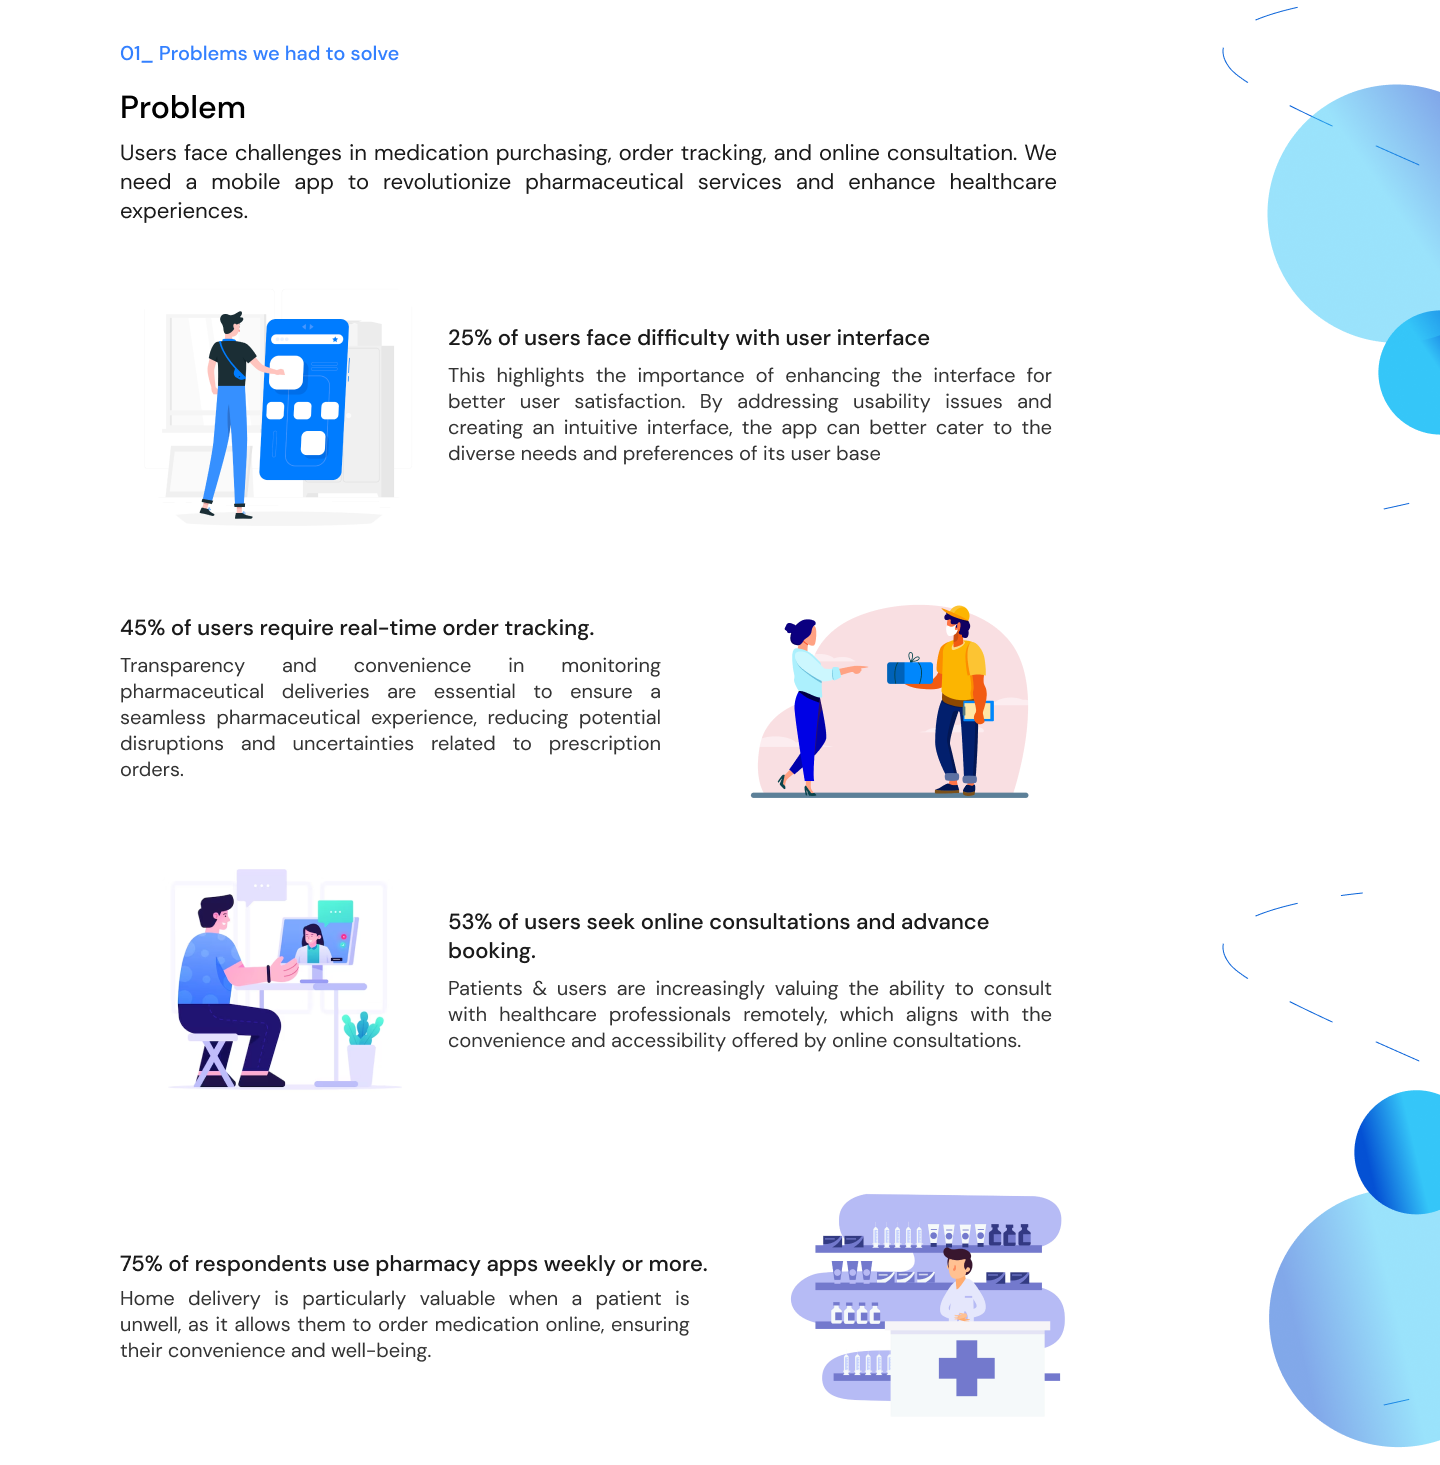 01_ Problems we had to solve
Problem
Users face challenges in medication purchasing, order tracking, and online consultation. We
need a mobile app to revolutionize pharmaceutical services and enhance healthcare
experiences.
25% of users face difficulty with user interface
This highlights the importance of enhancing the interface for
better user satisfaction. By addressing usability issues and
creating an intuitive interface, the app can better cater to the
diverse needs and preferences of its user base
45% of users require real-time order tracking.
Transparency and convenience in monitoring
pharmaceutical deliveries are essential to ensure a
seamless pharmaceutical experience, reducing potential
disruptions and uncertainties related to prescription
orders.
53% of users seek online consultations and advance
booking.
Patients & users are increasingly valuing the ability to consult
with healthcare professionals remotely, which aligns with the
convenience and accessibility offered by online consultations.
75% of respondents use pharmacy apps weekly or more.
Home delivery is particularly valuable when a patient is
unwell, as it allows them to order medication online, ensuring
their convenience and well-being.